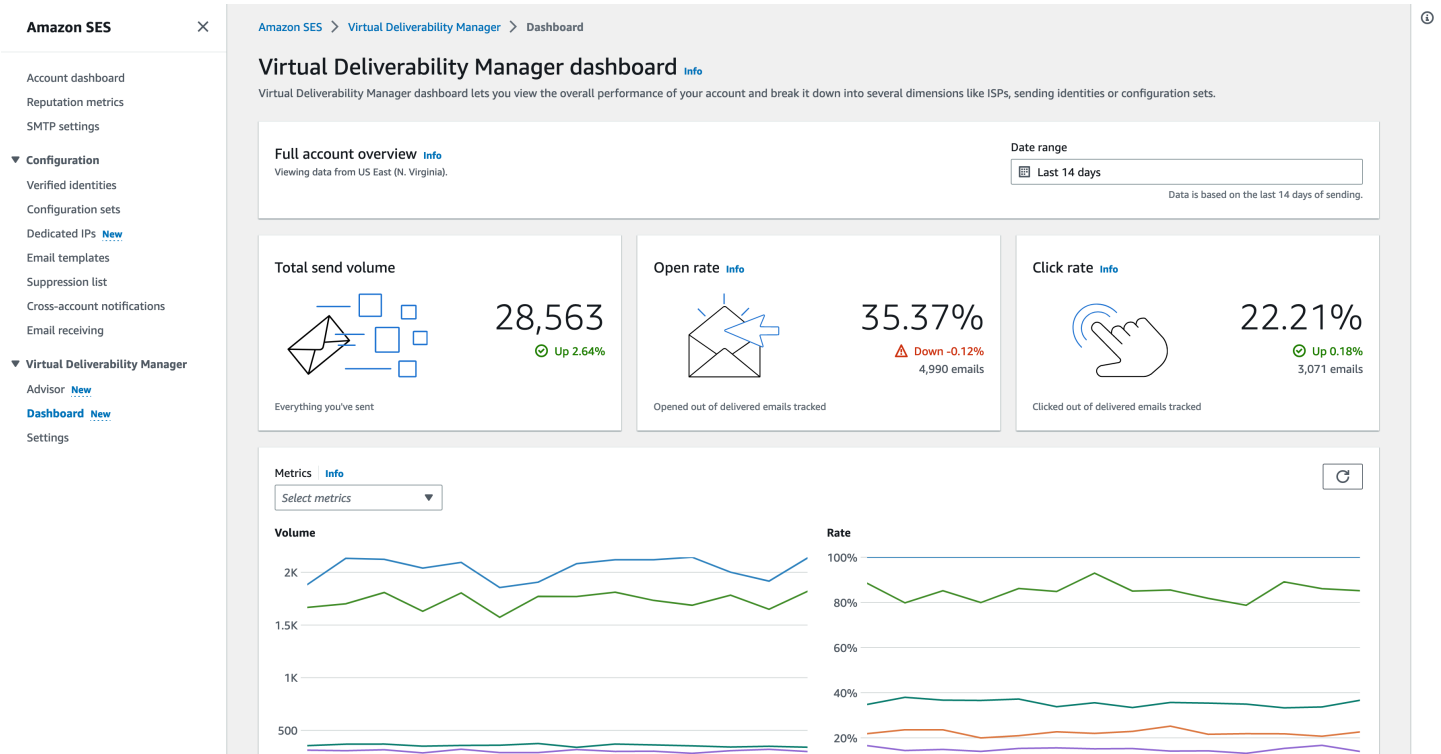 Amazon SES
Account dashboard
Reputation metrics
SMTP settings
Configuration
Verified identities
Configuration sets
Dedicated IPs New
Email templates
Suppression list
Cross-account notifications
Email receiving
Virtual Deliverability Manager
Advisor New
Dashboard New
Settings
Amazon SES > Virtual Deliverability Manager > Dashboard
Virtual Deliverability Manager dashboard Info
Virtual Deliverability Manager dashboard lets you view the overall performance of your account and break it down into several dimensions like ISPs, sending identities or configuration sets.
Full account overview Info
Viewing data from US East (N. Virginia).
Date range
Last 14 days
Data is based on the last 14 days of sending.
Total send volume
28,563
Up 2.64%
Everything you've sent
Open rate Info
35.37%
Down -0.12%
4,990 emails
Opened out of delivered emails tracked
Click rate Info
22.21%
Up 0.18%
3,071 emails
Clicked out of delivered emails tracked
Metrics Info
Select metrics
Volume
2K
1.5K
1K
500
Rate
100%
80%
60%
40%
20%